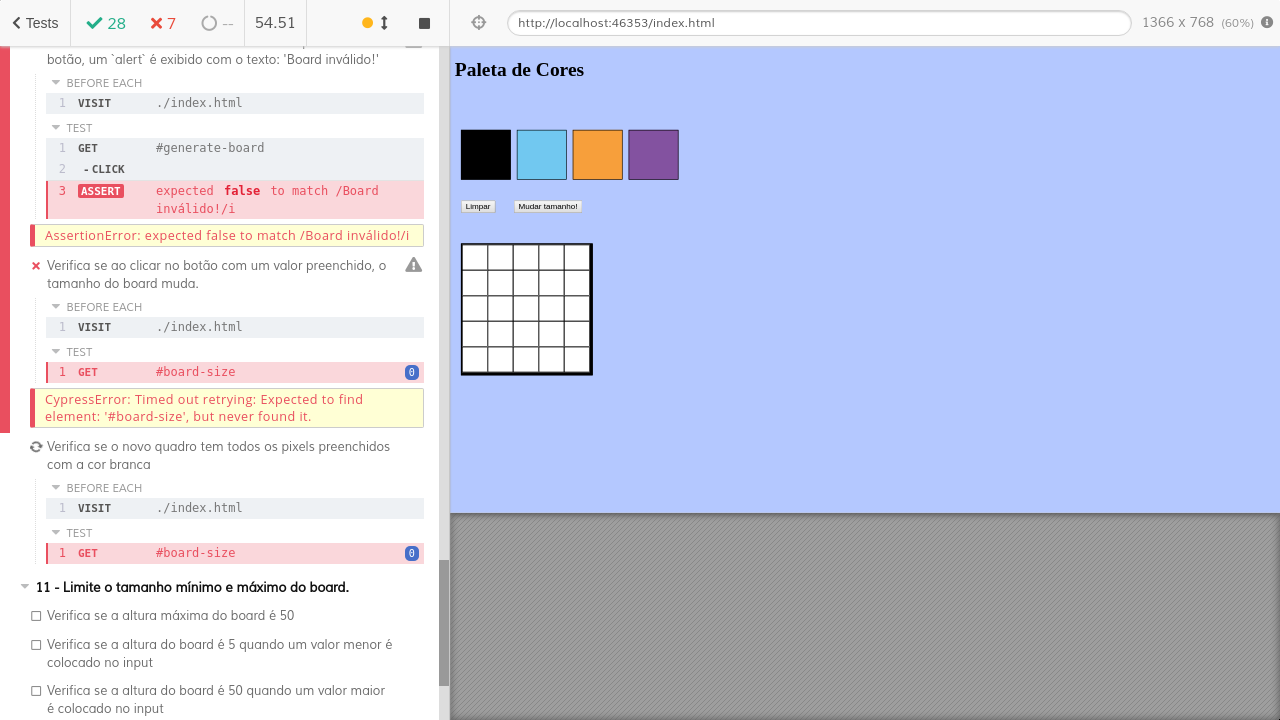 Tests
28
7
--
54.51
http://localhost:46353/index.html
1366 x 768 (60%)
botão, um `alert` é exibido com o texto: 'Board inválido!'
BEFORE EACH
1 VISIT ./index.html
TEST
1 GET #generate-board
2 - CLICK
3 ASSERT expected false to match /Board
inválido!/i
AssertionError: expected false to match /Board inválido!/i
Verifica se ao clicar no botão com um valor preenchido, o
tamanho do board muda.
BEFORE EACH
1 VISIT ./index.html
TEST
1 GET #board-size 0
CypressError: Timed out retrying: Expected to find
element: '#board-size', but never found it.
Verifica se o novo quadro tem todos os pixels preenchidos
com a cor branca
BEFORE EACH
1 VISIT ./index.html
TEST
1 GET #board-size 0
11 - Limite o tamanho mínimo e máximo do board.
Verifica se a altura máxima do board é 50
Verifica se a altura do board é 5 quando um valor menor é
colocado no input
Verifica se a altura do board é 50 quando um valor maior
é colocado no input
Paleta de Cores
Limpar
Mudar tamanho!